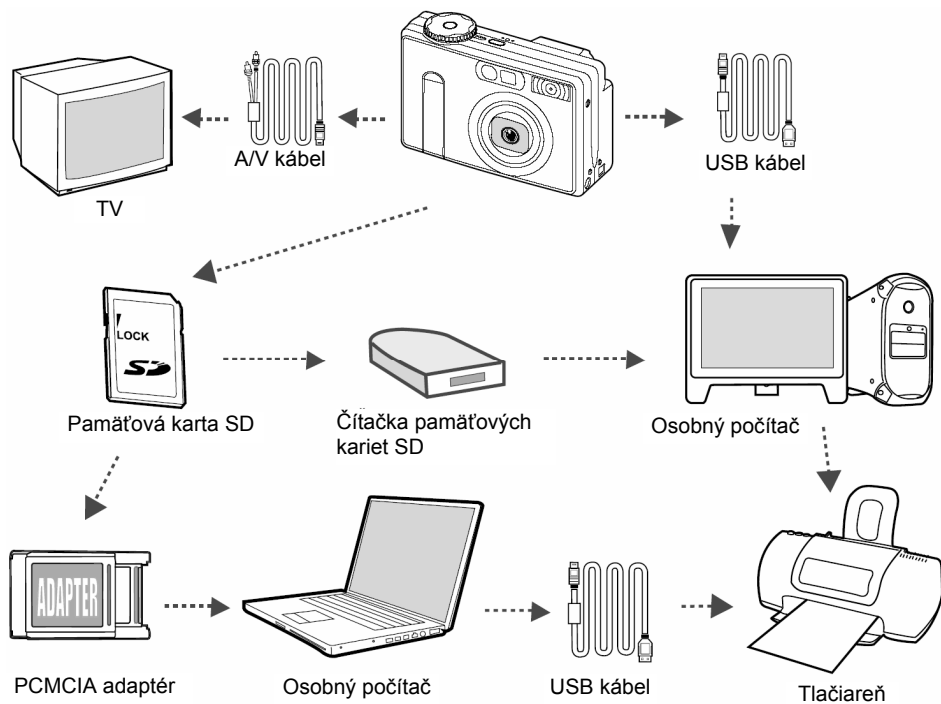 A/V kábel
USB kábel
TV
LOCK
SD
Pamäťová karta SD
Čítačka pamäťových
kariet SD
Osobný počítač
ADAPTER
PCMCIA adaptér
Osobný počítač
USB kábel
Tlačiareň